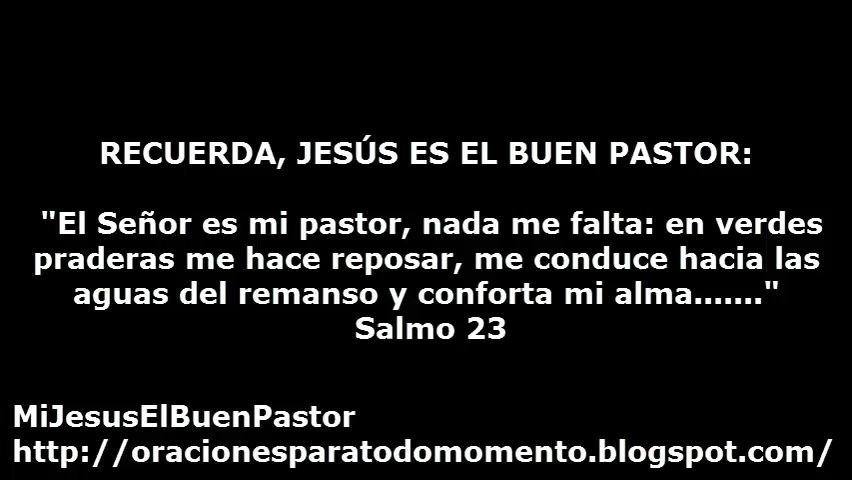 RECUERDA, JESÚS ES EL BUEN PASTOR:
"El Señor es mi pastor, nada me falta: en verdes
praderas me hace reposar, me conduce hacia las
aguas del remanso y conforta mi alma......."
Salmo 23
MiJesusElBuenPastor
http://oracionesparatodomomento.blogspot.com/